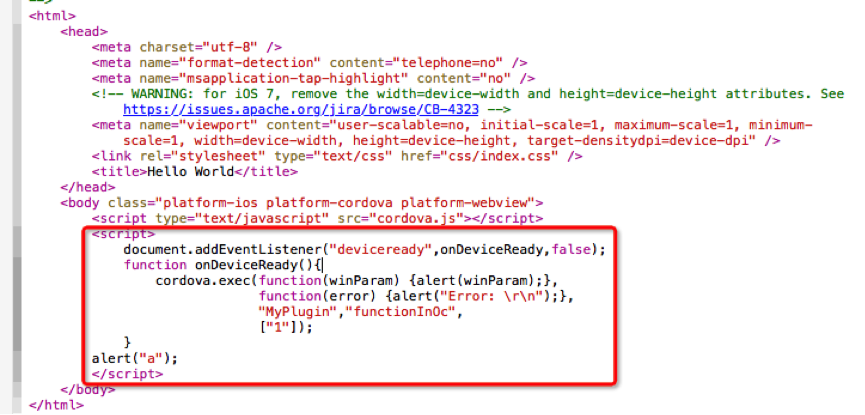 -->
<html>
<head>
<meta charset="utf-8" />
<meta name="format-detection" content="telephone=no" />
<meta name="msapplication-tap-highlight" content="no" />
<!-- WARNING: for iOS 7, remove the width=device-width and height=device-height attributes. See
https://issues.apache.org/jira/browse/CB-4323 -->
<meta name="viewport" content="user-scalable=no, initial-scale=1, maximum-scale=1, minimum-
scale=1, width=device-width, height=device-height, target-densitydpi=device-dpi" />
<link rel="stylesheet" type="text/css" href="css/index.css" />
<title>Hello World</title>
</head>
<body class="platform-ios platform-cordova platform-webview">
<script type="text/javascript" src="cordova.js"></script>
<script>
document.addEventListener("deviceready",onDeviceReady,false);
function onDeviceReady(){
cordova.exec(function(winParam) {alert(winParam);},
function(error) {alert("Error: \r\n");},
"MyPlugin","functionInOc",
["1"]);
}
alert("a");
</script>
</body>
</html>